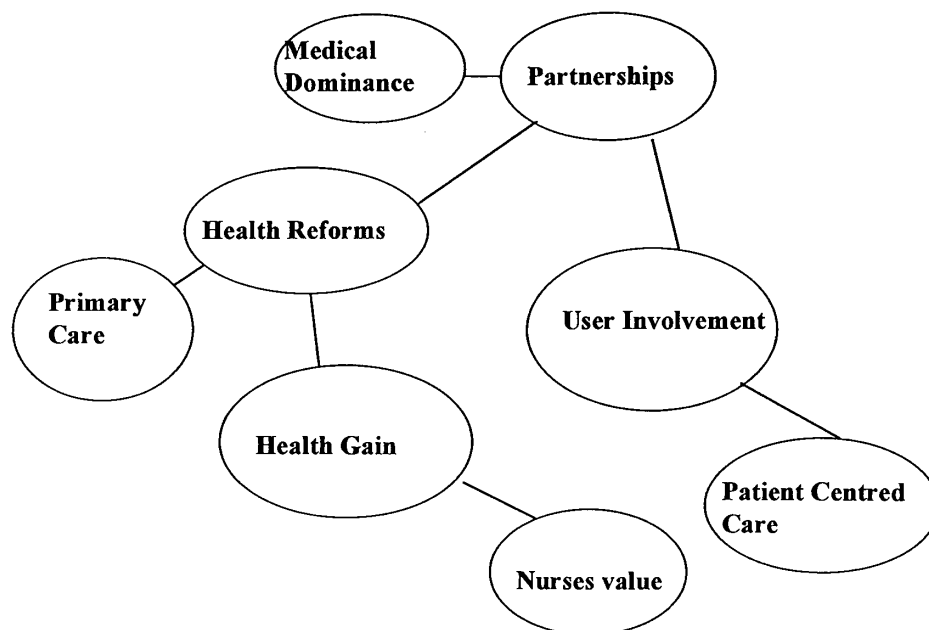 Medical
Dominance
Partnerships
Health Reforms
Primary
Care
User Involvement
Health Gain
Patient Centred
Care
Nurses value